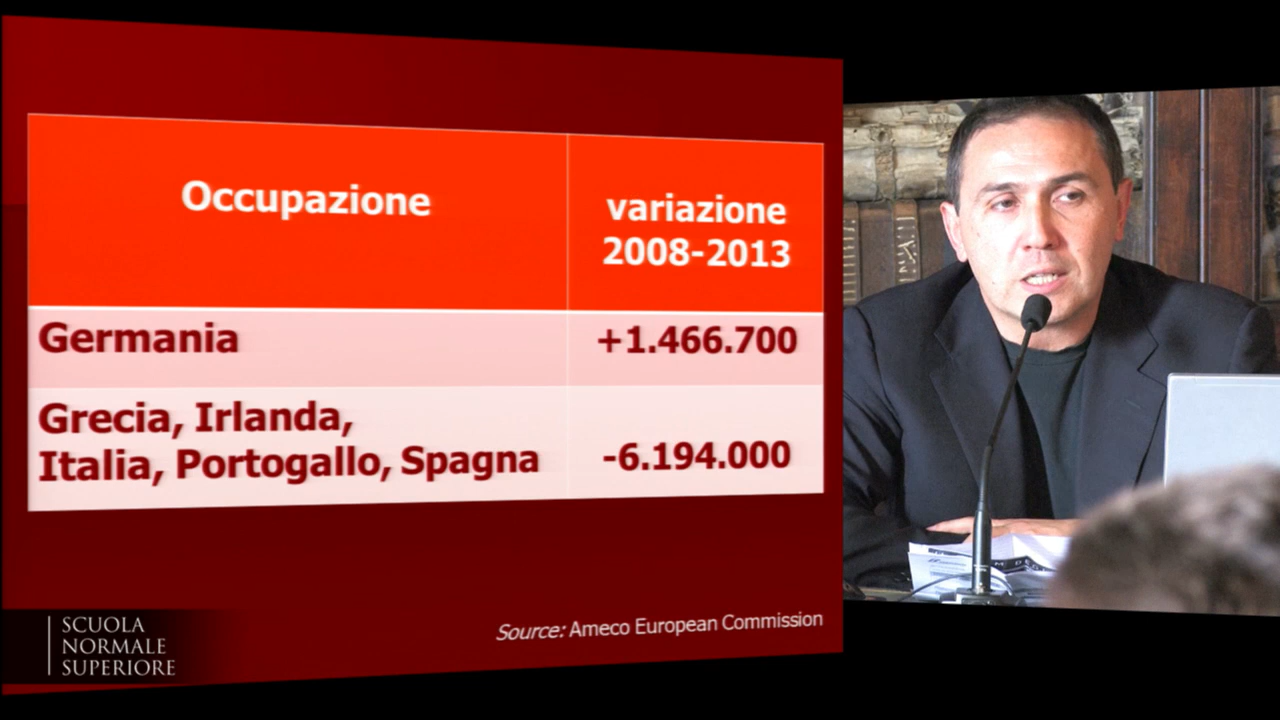 Occupazione
variazione
2008-2013
Germania
+1.466.700
Grecia, Irlanda,
Italia, Portogallo, Spagna
-6.194.000
Source: Ameco European Commission
SCUOLA
NORMALE
SUPERIORE